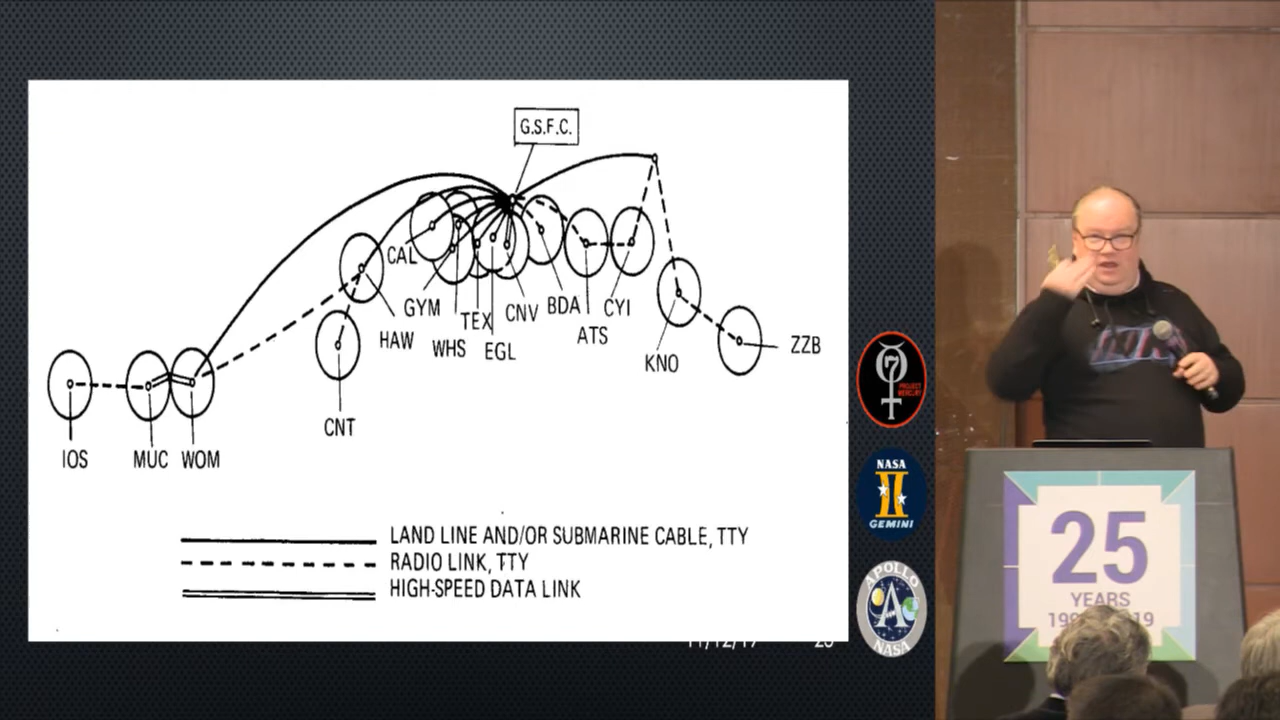 G.S.F.C.
CAL
GYM
CNV
BDA
CYI
TEX
HAW
WHS
EGL
ATS
KNO
ZZB
CNT
IOS
MUC
WOM
LAND LINE AND/OR SUBMARINE CABLE, TTY
RADIO LINK, TTY
HIGH-SPEED DATA LINK
7
PROJECT
MERCURY
NASA
II
GEMINI
APOLLO
A
NASA
25
YEARS